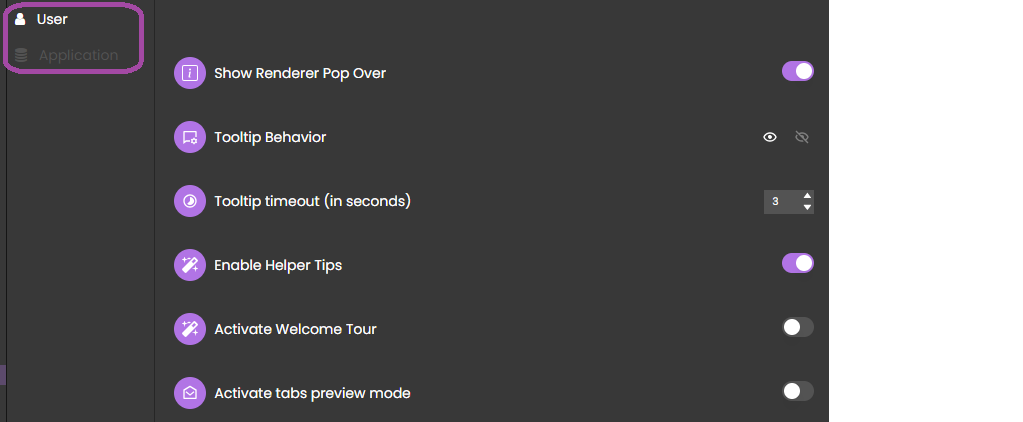 User
Application
Show Renderer Pop Over
Tooltip Behavior
Tooltip timeout (in seconds)
3
Enable Helper Tips
Activate Welcome Tour
Activate tabs preview mode